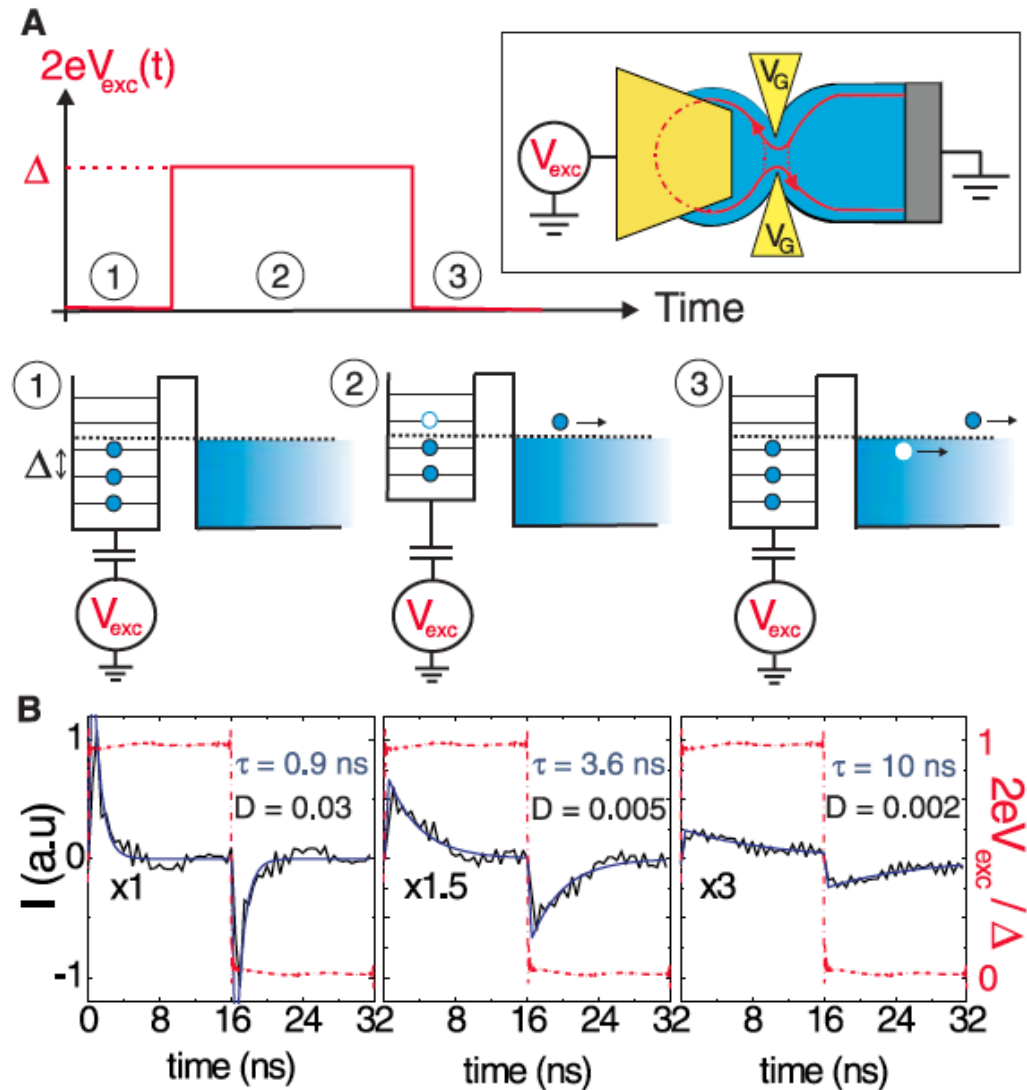 A
2eV_exc(t)
Δ
1
2
3
Time
V_exc
V_G
V_G
1
2
3
Δ
V_exc
V_exc
V_exc
B
I (a.u)
1
0
-1
τ = 0.9 ns
D = 0.03
x1
τ = 3.6 ns
D = 0.005
x1.5
τ = 10 ns
D = 0.002
x3
1
0
2eV_exc / Δ
0 8 16 24 32 8 16 24 32 8 16 24 32
time (ns) time (ns) time (ns)